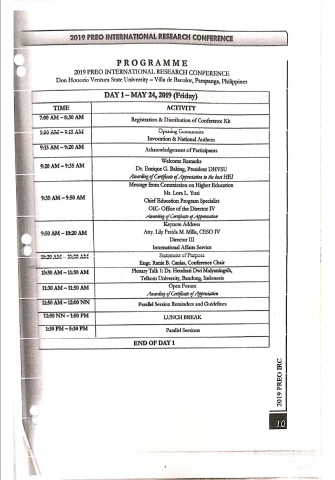 2019 PREO INTERNATIONAL RESEARCH CONFERENCE
PROGRAMME
2019 PREO INTERNATIONAL RESEARCH CONFERENCE
Don Honorio Ventura State University – Villa de Bacolor, Pampanga, Philippines
DAY 1 – MAY 24, 2019 (Friday)
TIME ACTIVITY
7:00 AM – 8:30 AM Registration & Distribution of Conference Kit
9:15 AM Opening Ceremonies
Invocation & National Anthem
9:15 AM – 9:20 AM Acknowledgement of Participants
9:20 AM – 9:35 AM Welcome Remarks
Dr. Enrique G. Baking, President DHVSU
Awarding of Certificate of Appreciation to the best HEI
Message from Commission on Higher Education
9:35 AM – 9:50 AM Ms. Lora L. Yusi
Chief Education Program Specialist
OIC- Office of the Director IV
Awarding of Certificate of Appreciation
Keynote Address
9:50 AM – 10:20 AM Atty. Lily Freida M. Milla, CESO IV
Director III
International Affairs Service
10:20 AM – 10:35 AM Statement of Purpose
Engr. Ranie B. Canlas, Conference Chair
10:30 AM – 11:30 AM Plenary Talk 1: Dr. Hendrati Dwi Mulyaningsih,
Telkom University, Bandung, Indonesia
11:30 AM – 11:50 AM Open Forum
Awarding of Certificate of Appreciation
11:50 AM – 12:00 NN Parallel Session Reminders and Guidelines
12:00 NN – 1:00 PM LUNCH BREAK
1:30 PM – 5:30 PM Parallel Sessions
END OF DAY 1
2019 PREO IRC
10